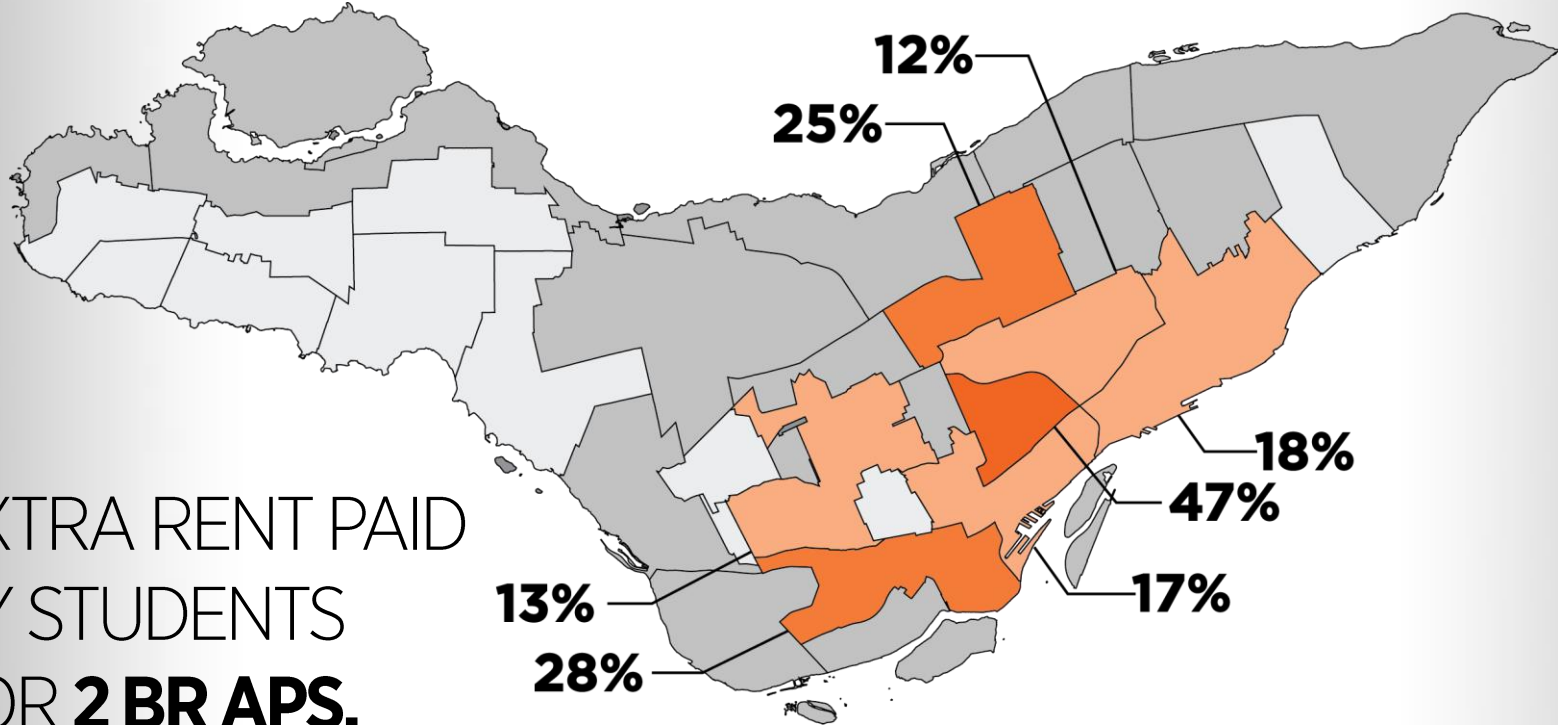 12%
25%
18%
47%
17%
13%
28%
XTRA RENT PAID
Y STUDENTS
OR 2 BR APS.